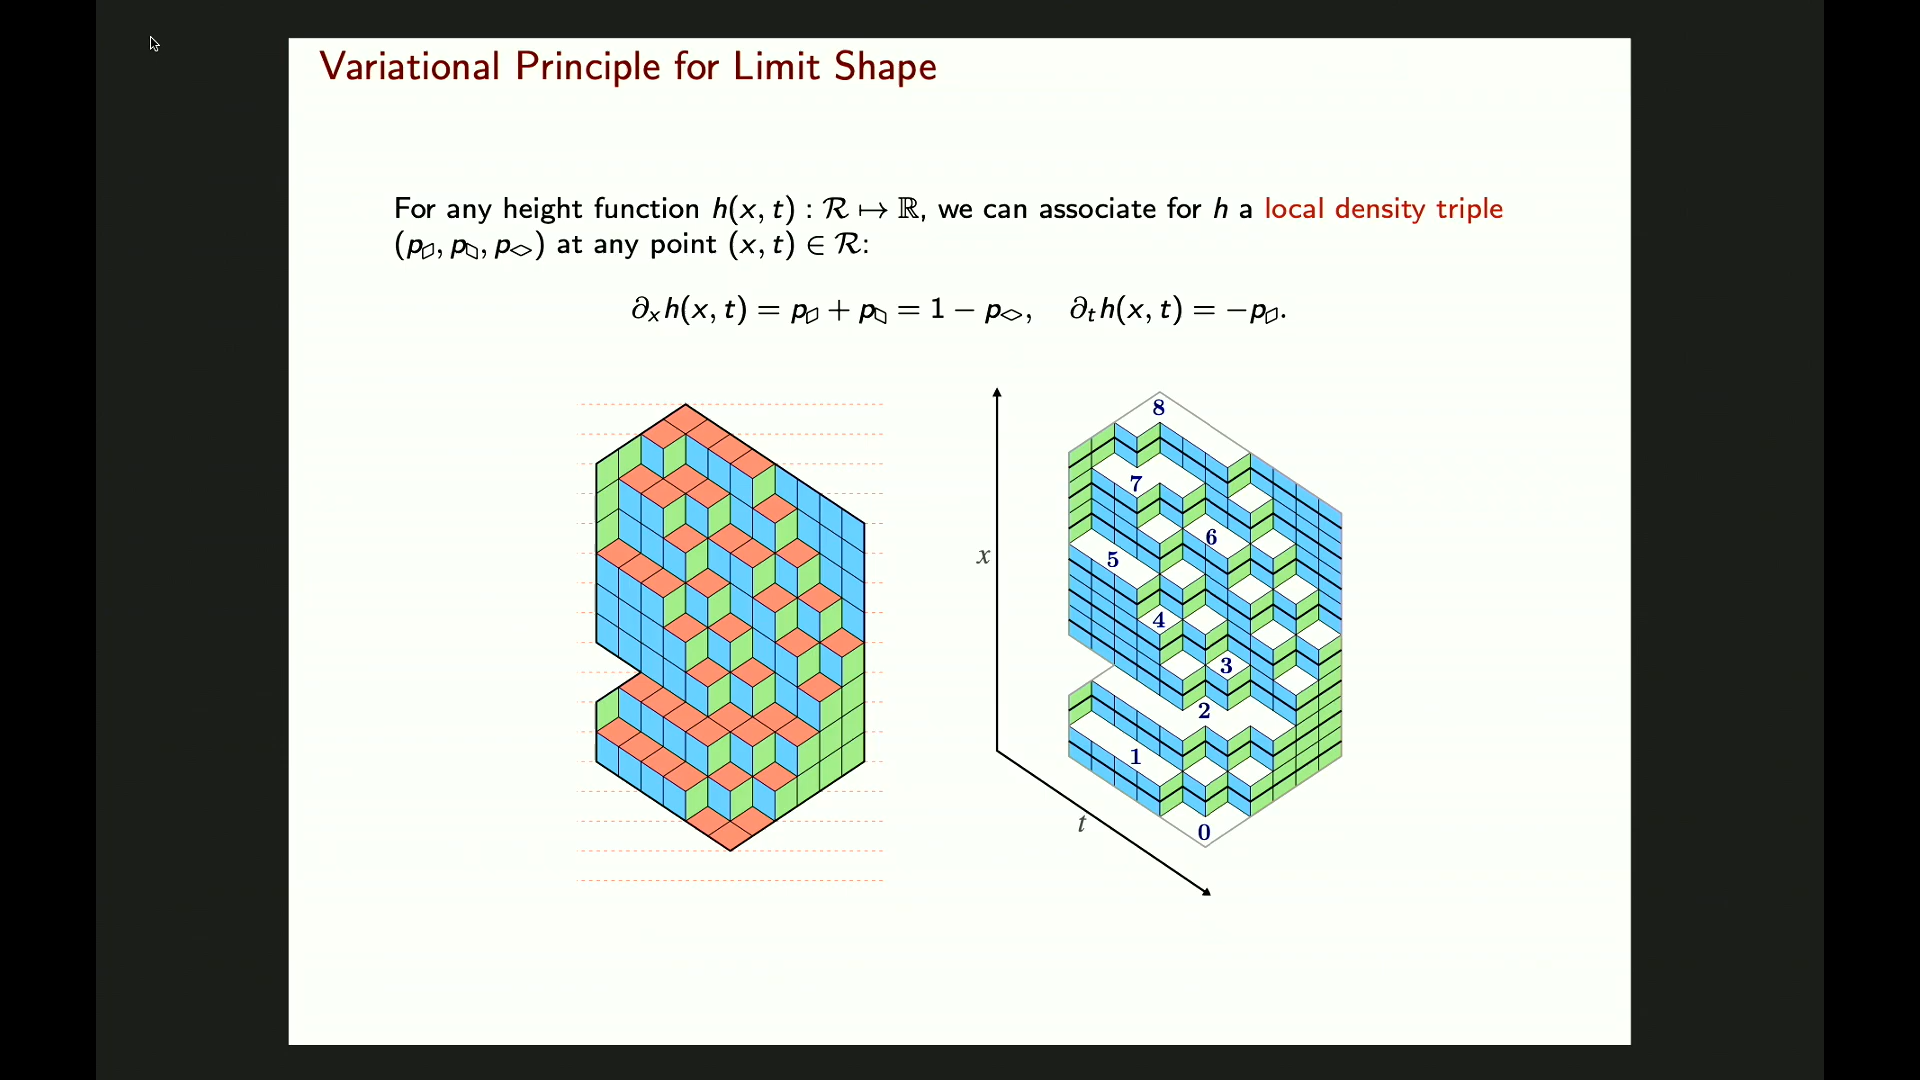 Variational Principle for Limit Shape
For any height function h(x, t) : ℛ ↦ ℝ, we can associate for h a local density triple
(p▱, p▱, p◇) at any point (x, t) ∈ ℛ:
∂ₓh(x, t) = p▱ + p▱ = 1 − p◇, ∂ₜh(x, t) = −p▱.
8
7
6
x
5
4
3
2
1
t
0